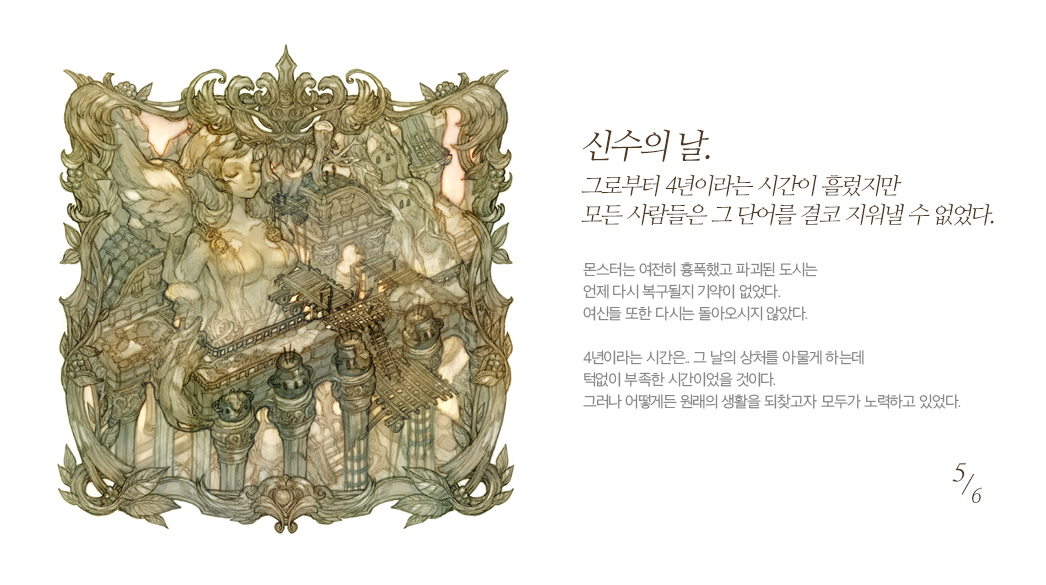 신수의 날.
그로부터 4년이라는 시간이 흘렀지만
모든 사람들은 그 단어를 결코 지워낼 수 없었다.
몬스터는 여전히 흉폭했고 파괴된 도시는
언제 다시 복구될지 기약이 없었다.
여신들 또한 다시는 돌아오시지 않았다.
4년이라는 시간은.. 그 날의 상처를 아물게 하는데
턱없이 부족한 시간이었을 것이다.
그러나 어떻게든 원래의 생활을 되찾고자 모두가 노력하고 있었다.
5/6